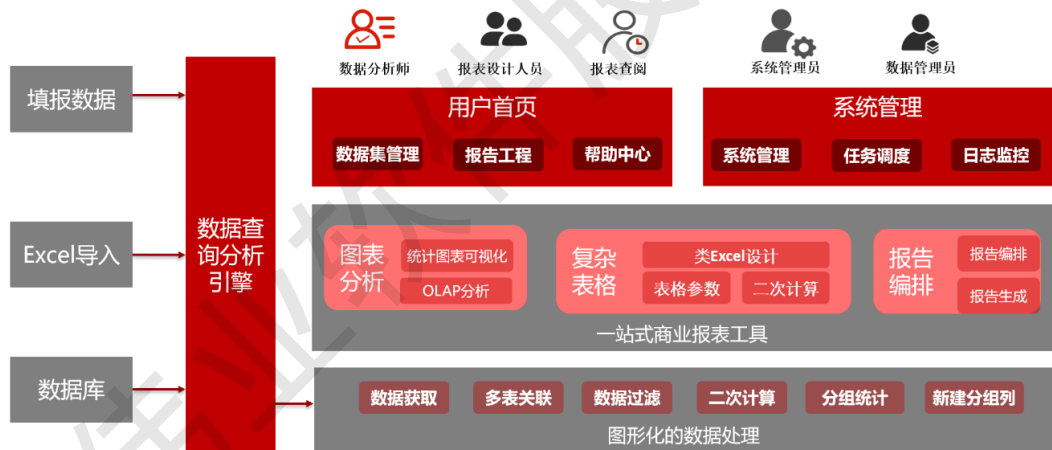 数据分析师
报表设计人员
报表查阅
系统管理员
数据管理员
填报数据
Excel导入
数据库
数据查
询分析
引擎
用户首页
数据集管理
报告工程
帮助中心
系统管理
系统管理
任务调度
日志监控
图表
分析
统计图表可视化
OLAP分析
复杂
表格
类Excel设计
表格参数
二次计算
报告
编排
报告编排
报告生成
一站式商业报表工具
数据获取
多表关联
数据过滤
二次计算
分组统计
新建分组列
图形化的数据处理
伟业软件股